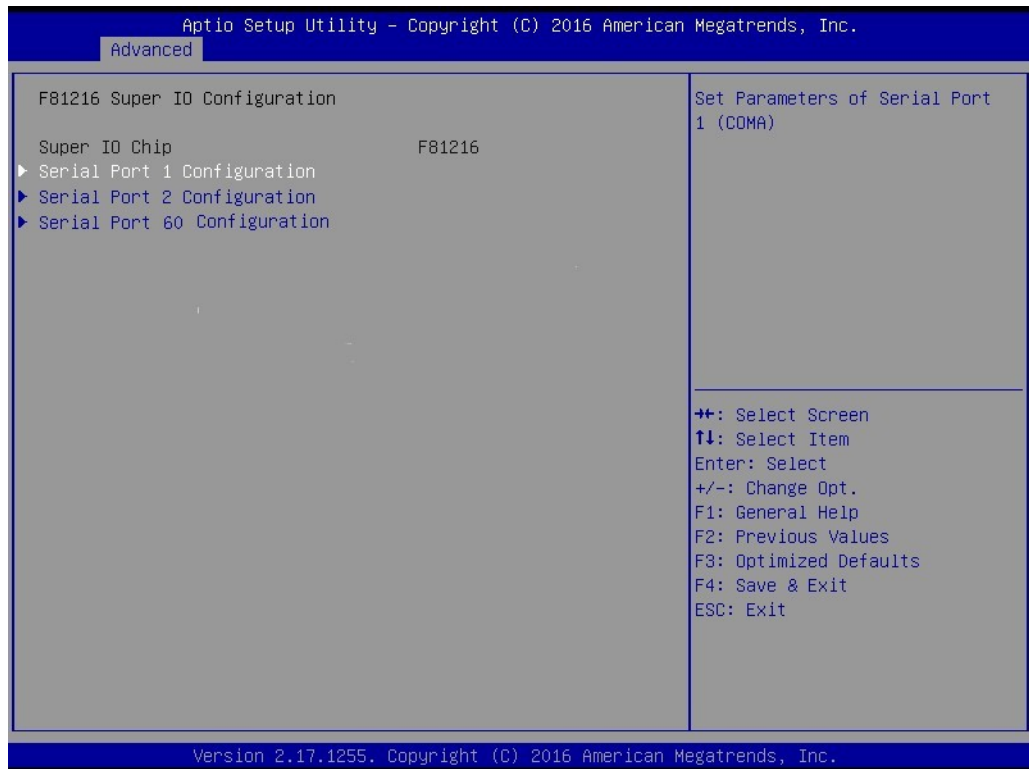 Aptio Setup Utility – Copyright (C) 2016 American Megatrends, Inc.
Advanced
F81216 Super IO Configuration
Super IO Chip F81216
▶ Serial Port 1 Configuration
▶ Serial Port 2 Configuration
▶ Serial Port 60 Configuration
Set Parameters of Serial Port
1 (COMA)
→←: Select Screen
↑↓: Select Item
Enter: Select
+/-: Change Opt.
F1: General Help
F2: Previous Values
F3: Optimized Defaults
F4: Save & Exit
ESC: Exit
Version 2.17.1255. Copyright (C) 2016 American Megatrends, Inc.